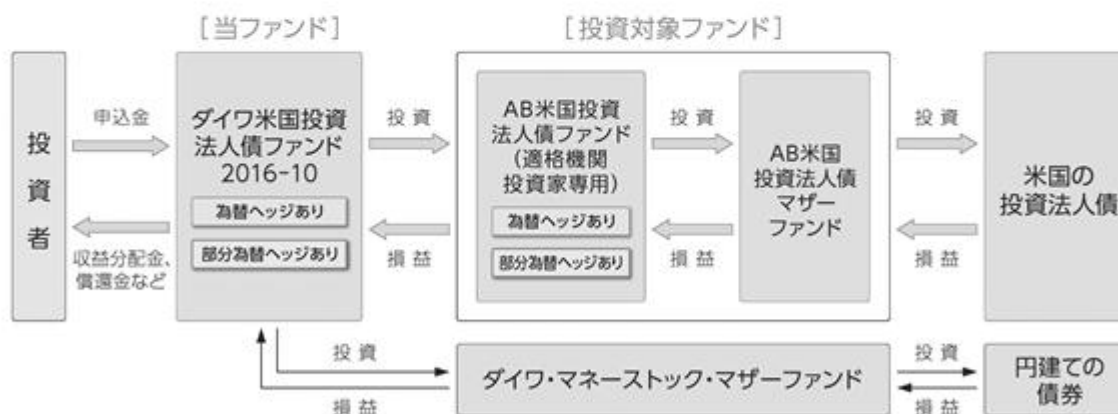 [当ファンド]
[投資対象ファンド]
投資者
申込金
収益分配金、
償還金など
ダイワ米国投資
法人債ファンド
2016-10
為替ヘッジあり
部分為替ヘッジあり
投資
損益
AB米国投資
法人債ファンド
(適格機関
投資家専用)
為替ヘッジあり
部分為替ヘッジあり
投資
損益
AB米国
投資法人債
マザー
ファンド
投資
損益
米国の
投資法人債
投資
損益
ダイワ・マネーストック・マザーファンド
投資
損益
円建ての
債券